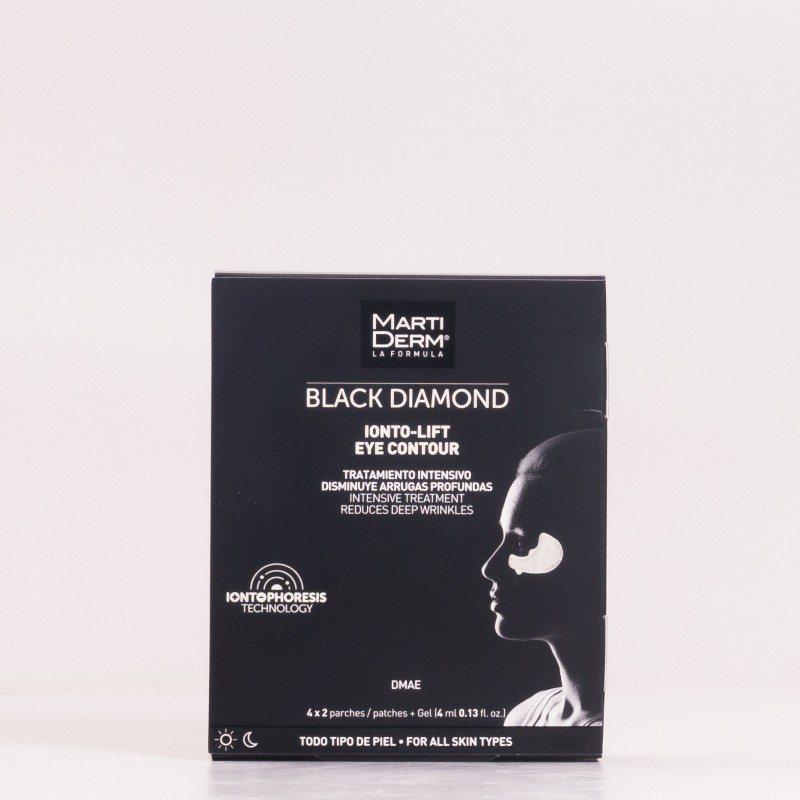 MARTI
DERM®
LA FORMULA
BLACK DIAMOND
IONTO-LIFT
EYE CONTOUR
TRATAMIENTO INTENSIVO
DISMINUYE ARRUGAS PROFUNDAS
INTENSIVE TREATMENT
REDUCES DEEP WRINKLES
IONTOPHORESIS
TECHNOLOGY
DMAE
4 x 2 parches / patches + Gel (4 ml 0.13 fl. oz.)
TODO TIPO DE PIEL • FOR ALL SKIN TYPES